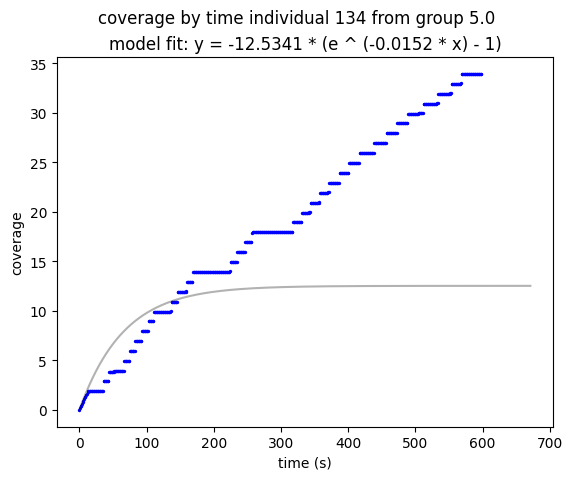 coverage by time individual 134 from group 5.0
model fit: y = -12.5341 * (e ^ (-0.0152 * x) - 1)
35
30
25
20
15
10
5
0
coverage
0 100 200 300 400 500 600 700
time (s)